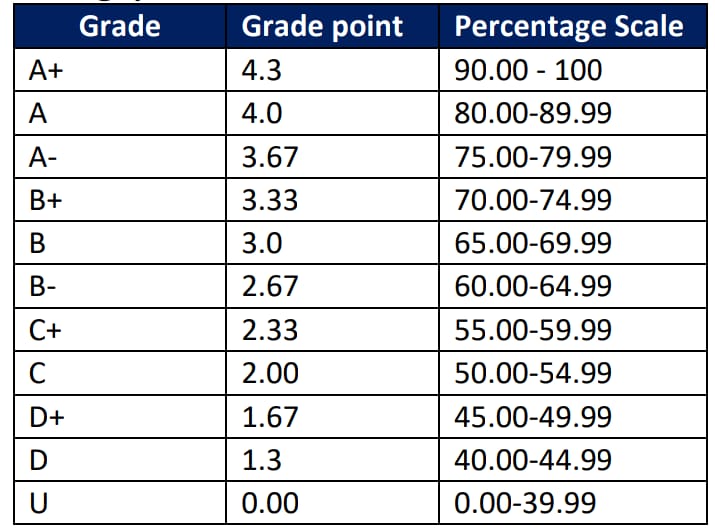 Grade Grade point Percentage Scale
A+ 4.3 90.00 - 100
A 4.0 80.00-89.99
A- 3.67 75.00-79.99
B+ 3.33 70.00-74.99
B 3.0 65.00-69.99
B- 2.67 60.00-64.99
C+ 2.33 55.00-59.99
C 2.00 50.00-54.99
D+ 1.67 45.00-49.99
D 1.3 40.00-44.99
U 0.00 0.00-39.99